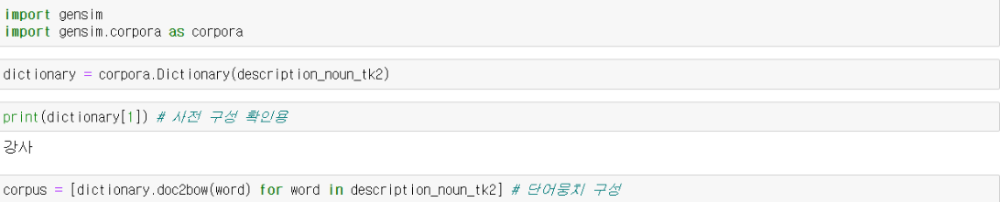 import gensim
import gensim.corpora as corpora
dictionary = corpora.Dictionary(description_noun_tk2)
print(dictionary[1]) # 사전 구성 확인용
강사
corpus = [dictionary.doc2bow(word) for word in description_noun_tk2] # 단어뭉치 구성